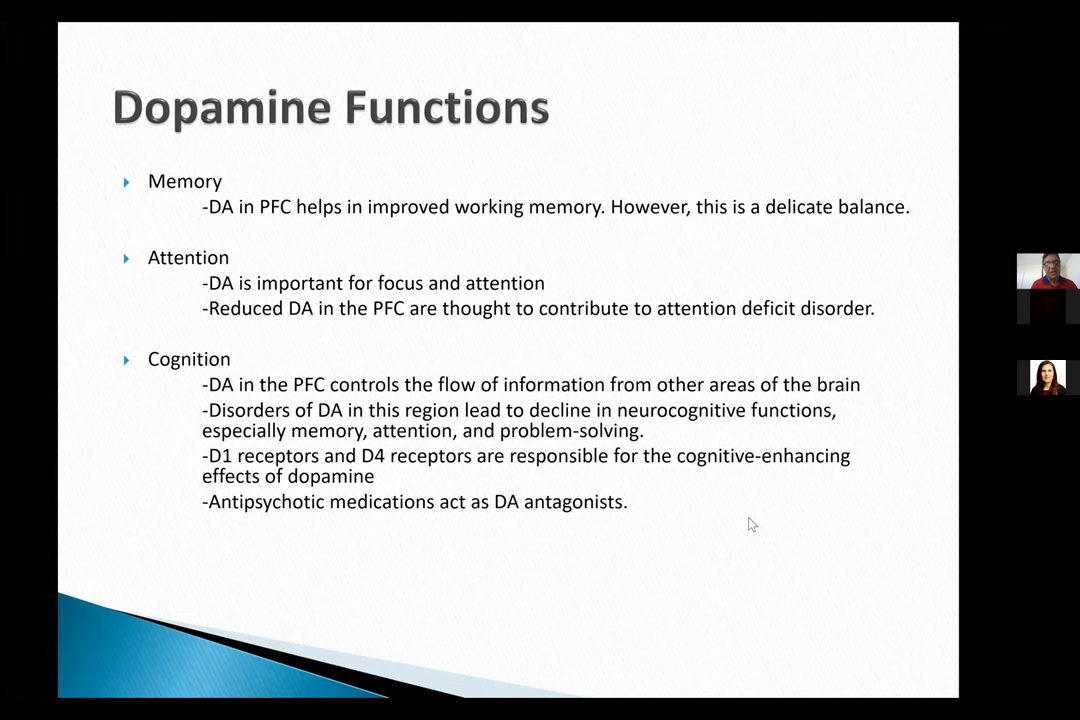 Dopamine Functions
Memory
-DA in PFC helps in improved working memory. However, this is a delicate balance.
Attention
-DA is important for focus and attention
-Reduced DA in the PFC are thought to contribute to attention deficit disorder.
Cognition
-DA in the PFC controls the flow of information from other areas of the brain
-Disorders of DA in this region lead to decline in neurocognitive functions,
especially memory, attention, and problem-solving.
-D1 receptors and D4 receptors are responsible for the cognitive-enhancing
effects of dopamine
-Antipsychotic medications act as DA antagonists.